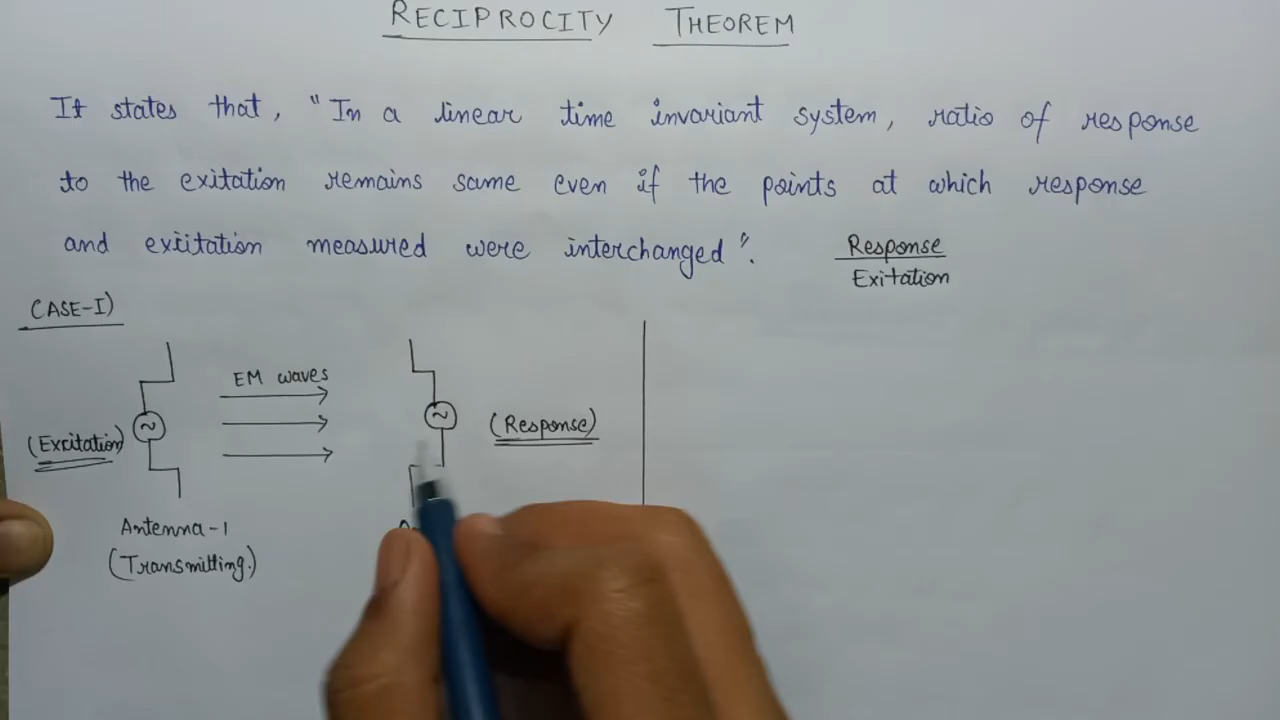 RECIPROCITY THEOREM
It states that, "In a linear time invariant system, ratio of response
to the exitation remains same even if the points at which response
and exitation measured were interchanged".
Response
Exitation
CASE-I)
EM waves
(Excitation)
(Response)
Antenna-1
(Transmitting.)